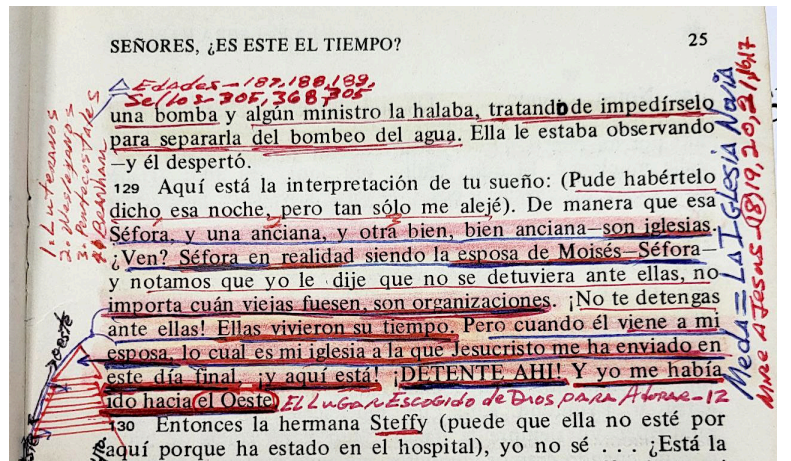 SEÑORES, ¿ES ESTE EL TIEMPO? 25
Edades-187,188,189,
Sellos-305,368,305
una bomba y algún ministro la halaba, tratando de impedírselo
para separarla del bombeo del agua. Ella le estaba observando
—y él despertó.
129 Aquí está la interpretación de tu sueño: (Pude habértelo
dicho esa noche, pero tan sólo me alejé). De manera que esa
Séfora, y una anciana, y otra bien, bien anciana—son iglesias.
¿Ven? Séfora en realidad siendo la esposa de Moisés—Séfora—
y notamos que yo le dije que no se detuviera ante ellas, no
importa cuán viejas fuesen, son organizaciones. ¡No te detengas
ante ellas! Ellas vivieron su tiempo. Pero cuando él viene a mi
esposa, lo cual es mi iglesia a la que Jesucristo me ha enviado en
este día final, ¡y aquí está! ¡DETENTE AHI! Y yo me había
ido hacia el Oeste
EL LUGAR ESCOGIDO de Dios PARA Adorar-12
130 Entonces la hermana Steffy (puede que ella no esté por
aquí porque ha estado en el hospital), yo no sé . . . ¿Está la
1. Luteranos
2. Wesleyanos
3. Pentecostales
4. BRANHAM
Meda = LA IGLESIA Novia
Mire A Jesus-(8)19,20,21,16,17